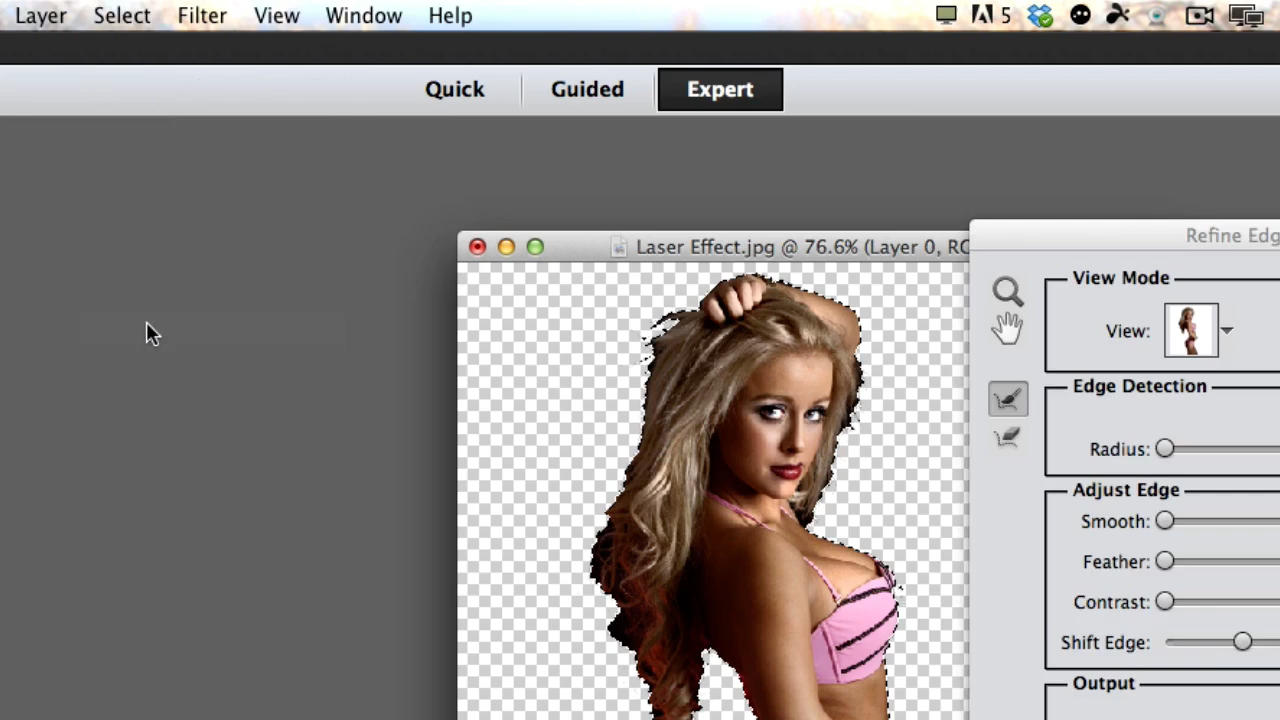 Layer Select Filter View Window Help 5
Quick Guided Expert
Laser Effect.jpg @ 76.6% (Layer 0, RC
Refine Edg
View Mode
View:
Edge Detection
Radius:
Adjust Edge
Smooth:
Feather:
Contrast:
Shift Edge:
Output